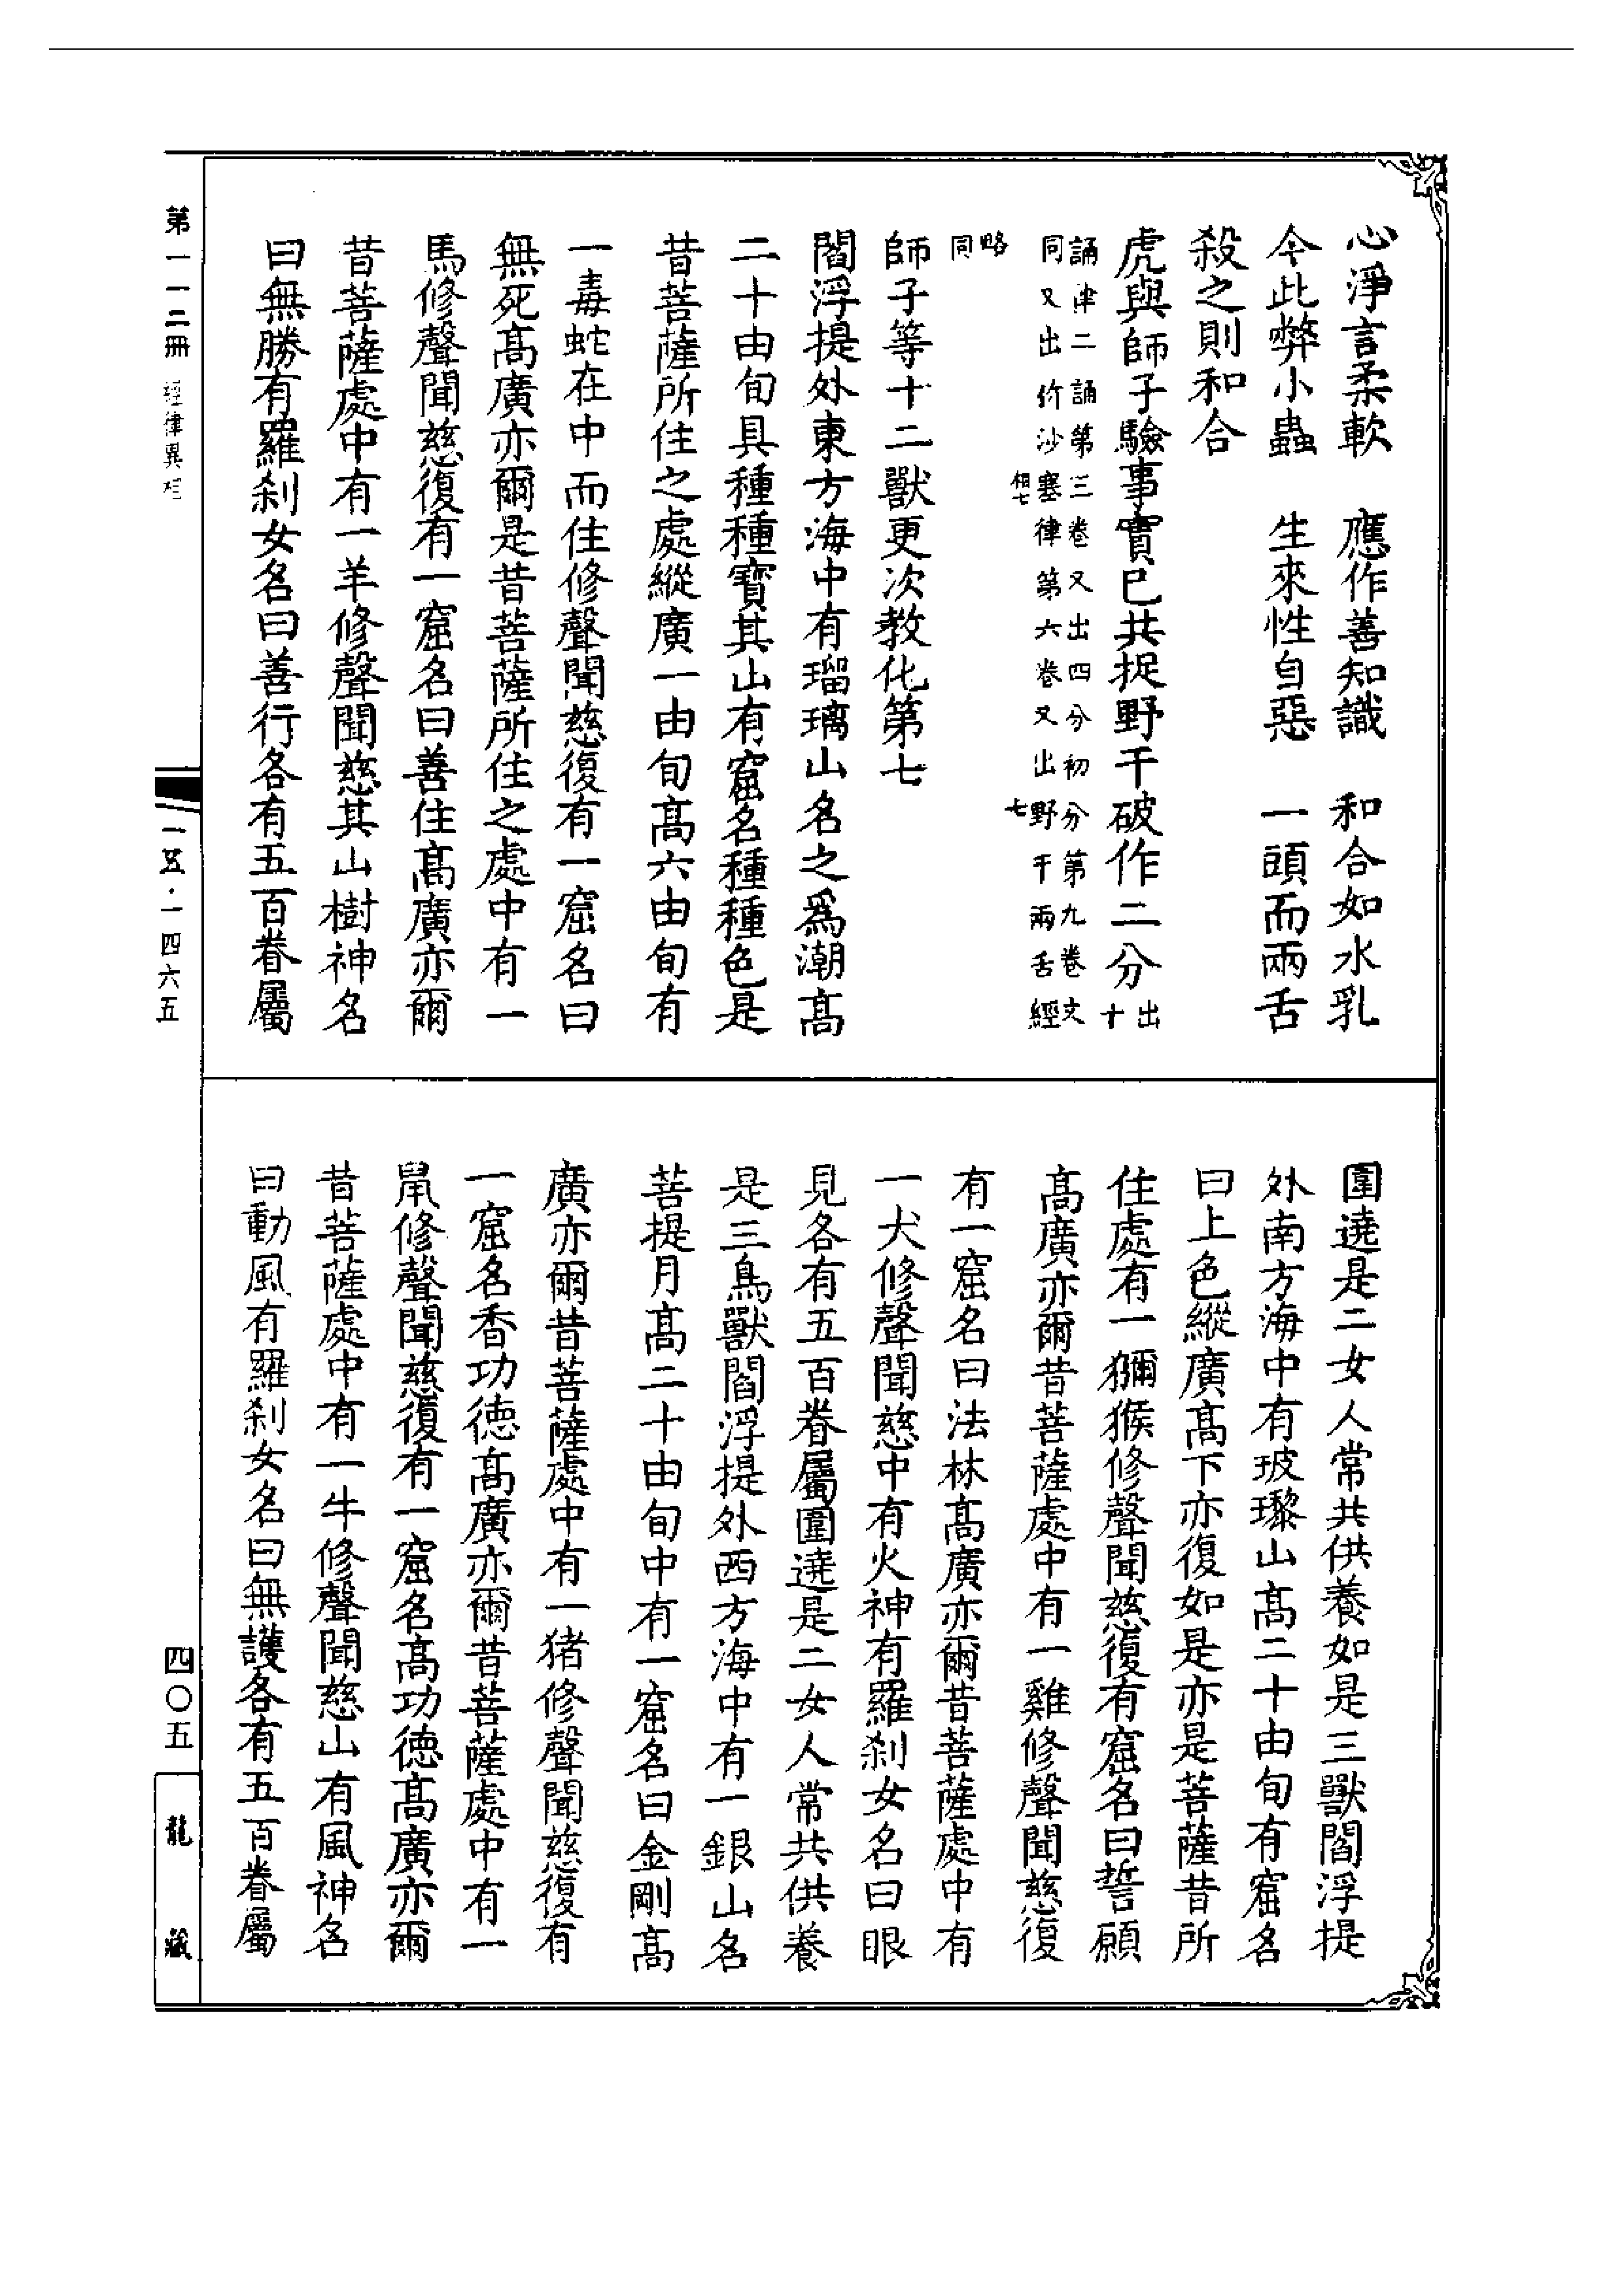 心淨言柔軟　應作善知識　和合如水乳
今此弊小蟲　生來性自惡　一頭而兩舌
殺之則和合
虎與師子驗事實已共捉野干破作二分出十
誦律二誦第三卷又出四分初分第九卷文
同又出彌沙塞律第六卷又出野干兩舌經
略同
師子等十二獸更次教化第七
閻浮提外東方海中有瑠璃山名之爲潮高
二十由旬具種種寶其山有窟名種種色是
昔菩薩所住之處縱廣一由旬高六由旬有
一毒蛇在中而住修聲聞慈復有一窟名曰
無死高廣亦爾是昔菩薩所住之處中有一
馬修聲聞慈復有一窟名曰善住高廣亦爾
昔菩薩處中有一羊修聲聞慈其山樹神名
曰無勝有羅刹女名曰善行各有五百眷屬
圍遶是二女人常共供養如是三獸閻浮提
外南方海中有玻瓈山高二十由旬有窟名
曰上色縱廣高下亦復如是亦是菩薩昔所
住處有一獼猴修聲聞慈復有窟名曰誓願
高廣亦爾昔菩薩處中有一雞修聲聞慈復
有一窟名曰法林高廣亦爾昔菩薩處中有
一犬修聲聞慈中有火神有羅刹女名曰眼
見各有五百眷屬圍遶是二女人常共供養
是三鳥獸閻浮提外西方海中有一銀山名
菩提月高二十由旬中有一窟名曰金剛高
廣亦爾昔菩薩處中有一猪修聲聞慈復有
一窟名香功德高廣亦爾昔菩薩處中有一
鼠修聲聞慈復有一窟名高功德高廣亦爾
昔菩薩處中有一牛修聲聞慈山有風神名
曰動風有羅刹女名曰無護各有五百眷屬
第一一二冊　經律異相
一五·一四六五
四〇五
龍藏